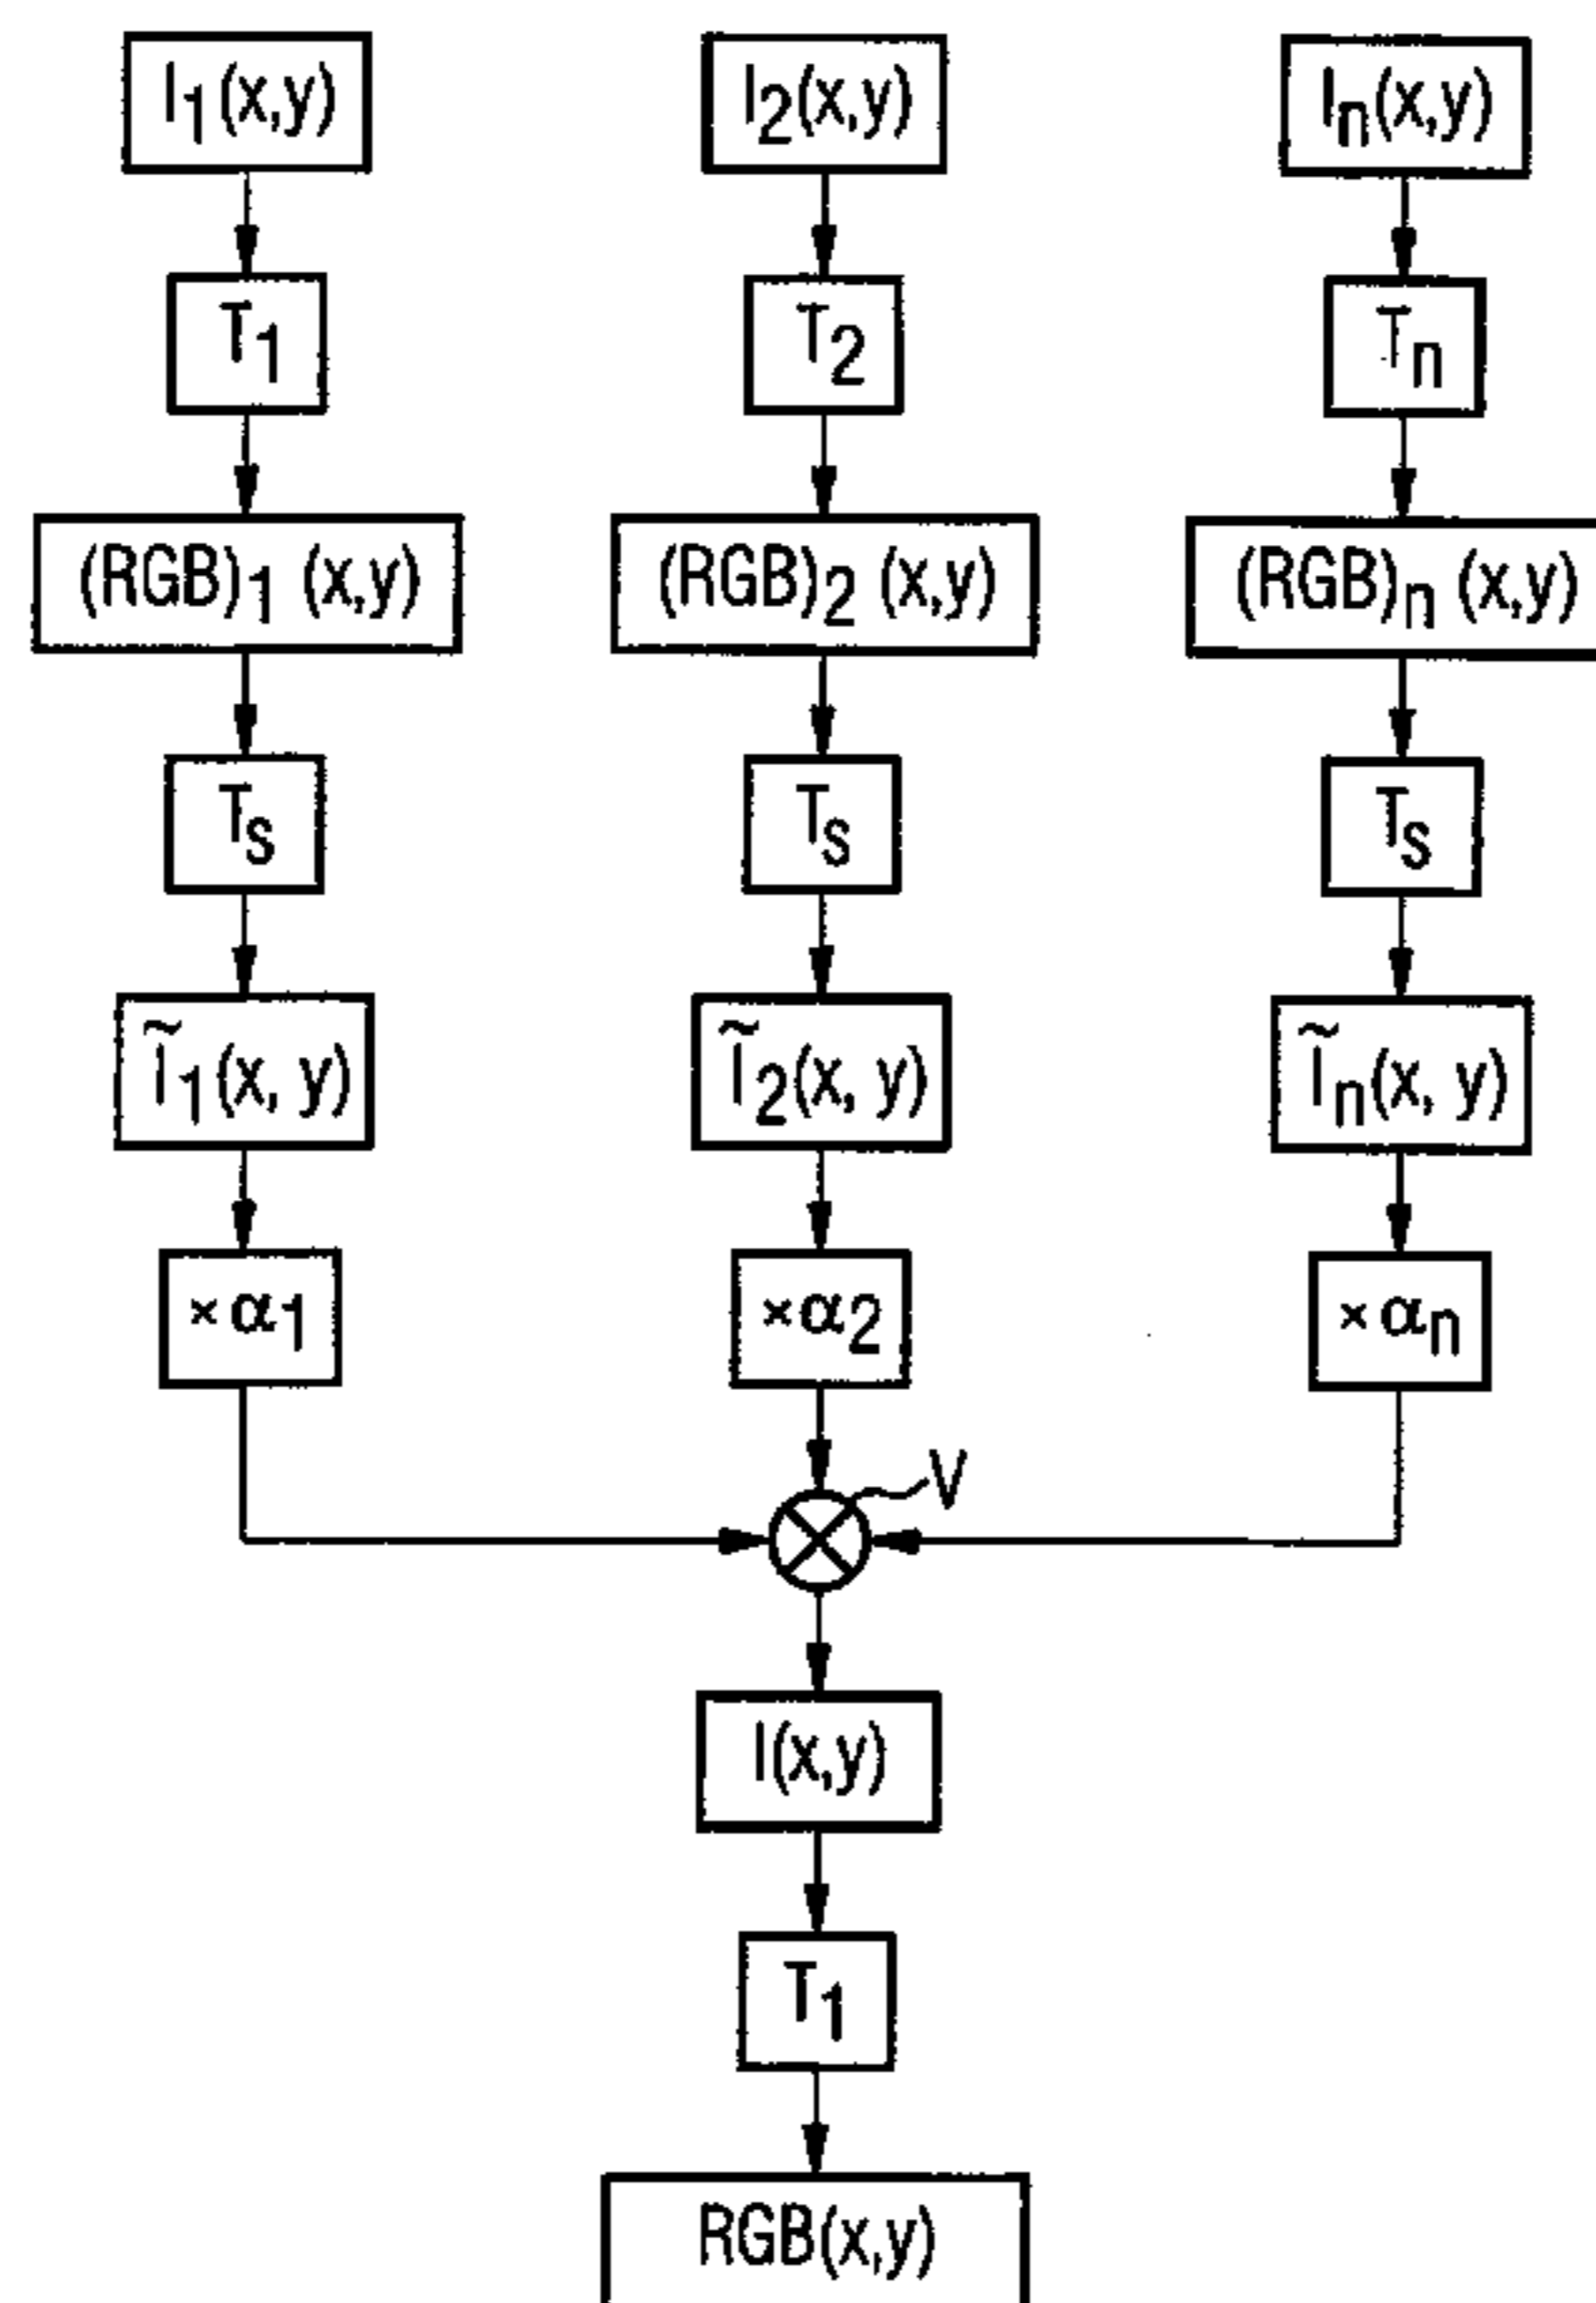 I1(x,y) I2(x,y) In(x,y)
T1 T2 Tn
(RGB)1 (x,y) (RGB)2 (x,y) (RGB)n (x,y)
Ts Ts Ts
Ĩ1(x, y) Ĩ2(x, y) Ĩn(x, y)
×α1 ×α2 ×αn
V
I(x,y)
T1
RGB(x,y)